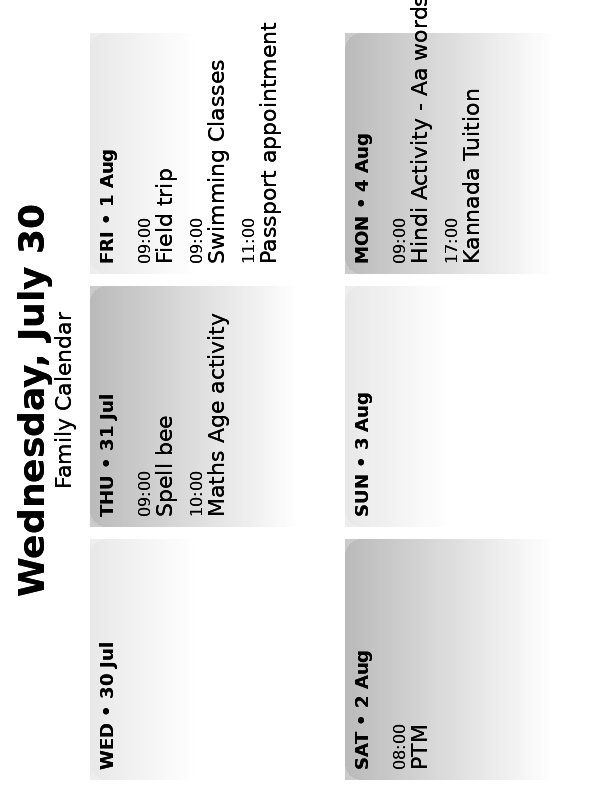 Wednesday, July 30
Family Calendar
WED • 30 Jul
THU • 31 Jul
09:00
Spell bee
10:00
Maths Age activity
FRI • 1 Aug
09:00
Field trip
09:00
Swimming Classes
11:00
Passport appointment
SAT • 2 Aug
08:00
PTM
SUN • 3 Aug
MON • 4 Aug
09:00
Hindi Activity - Aa words
17:00
Kannada Tuition